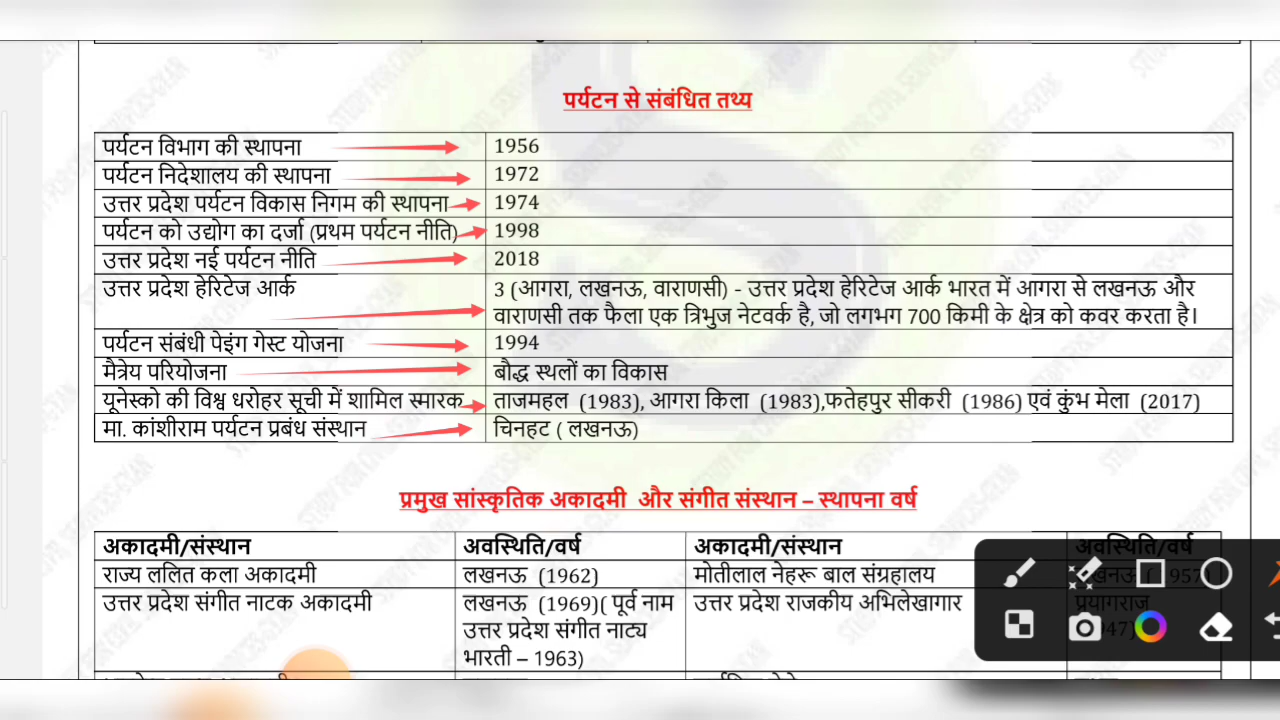 पर्यटन से संबंधित तथ्य
पर्यटन विभाग की स्थापना 1956
पर्यटन निदेशालय की स्थापना 1972
उत्तर प्रदेश पर्यटन विकास निगम की स्थापना 1974
पर्यटन को उद्योग का दर्जा (प्रथम पर्यटन नीति) 1998
उत्तर प्रदेश नई पर्यटन नीति 2018
उत्तर प्रदेश हेरिटेज आर्क 3 (आगरा, लखनऊ, वाराणसी) - उत्तर प्रदेश हेरिटेज आर्क भारत में आगरा से लखनऊ और
वाराणसी तक फैला एक त्रिभुज नेटवर्क है, जो लगभग 700 किमी के क्षेत्र को कवर करता है।
पर्यटन संबंधी पेइंग गेस्ट योजना 1994
मैत्रेय परियोजना बौद्ध स्थलों का विकास
यूनेस्को की विश्व धरोहर सूची में शामिल स्मारक ताजमहल (1983), आगरा किला (1983),फतेहपुर सीकरी (1986) एवं कुंभ मेला (2017)
मा. कांशीराम पर्यटन प्रबंध संस्थान चिनहट ( लखनऊ)
प्रमुख सांस्कृतिक अकादमी और संगीत संस्थान – स्थापना वर्ष
अकादमी/संस्थान अवस्थिति/वर्ष अकादमी/संस्थान अवस्थिति/वर्ष
राज्य ललित कला अकादमी लखनऊ (1962) मोतीलाल नेहरू बाल संग्रहालय
उत्तर प्रदेश संगीत नाटक अकादमी लखनऊ (1969)( पूर्व नाम उत्तर प्रदेश राजकीय अभिलेखागार प्रयागराज
उत्तर प्रदेश संगीत नाट्य
भारती – 1963)